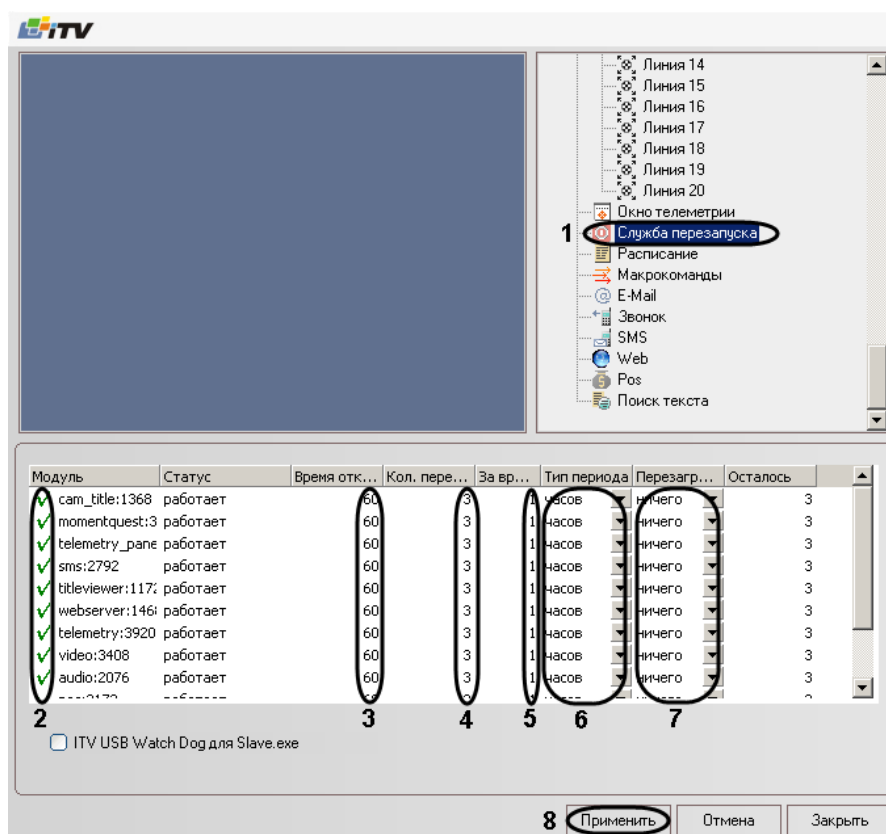 iTV
Линия 14
Линия 15
Линия 16
Линия 17
Линия 18
Линия 19
Линия 20
Окно телеметрии
1 Служба перезапуска
Расписание
Макрокоманды
E-Mail
Звонок
SMS
Web
Pos
Поиск текста
Модуль Статус Время отк... Кол. пере... За вр... Тип периода Перезагр... Осталось
cam_title:1368 работает 60 3 1 часов ничего 3
momentquest:3 работает 60 3 1 часов ничего 3
telemetry_pane работает 60 3 1 часов ничего 3
sms:2792 работает 60 3 1 часов ничего 3
titleviewer:1172 работает 60 3 1 часов ничего 3
webserver:146 работает 60 3 1 часов ничего 3
telemetry:3920 работает 60 3 1 часов ничего 3
video:3408 работает 60 3 1 часов ничего 3
audio:2076 работает 60 3 1 часов ничего 3
2 3 4 5 6 7
ITV USB Watch Dog для Slave.exe
8 Применить Отмена Закрыть